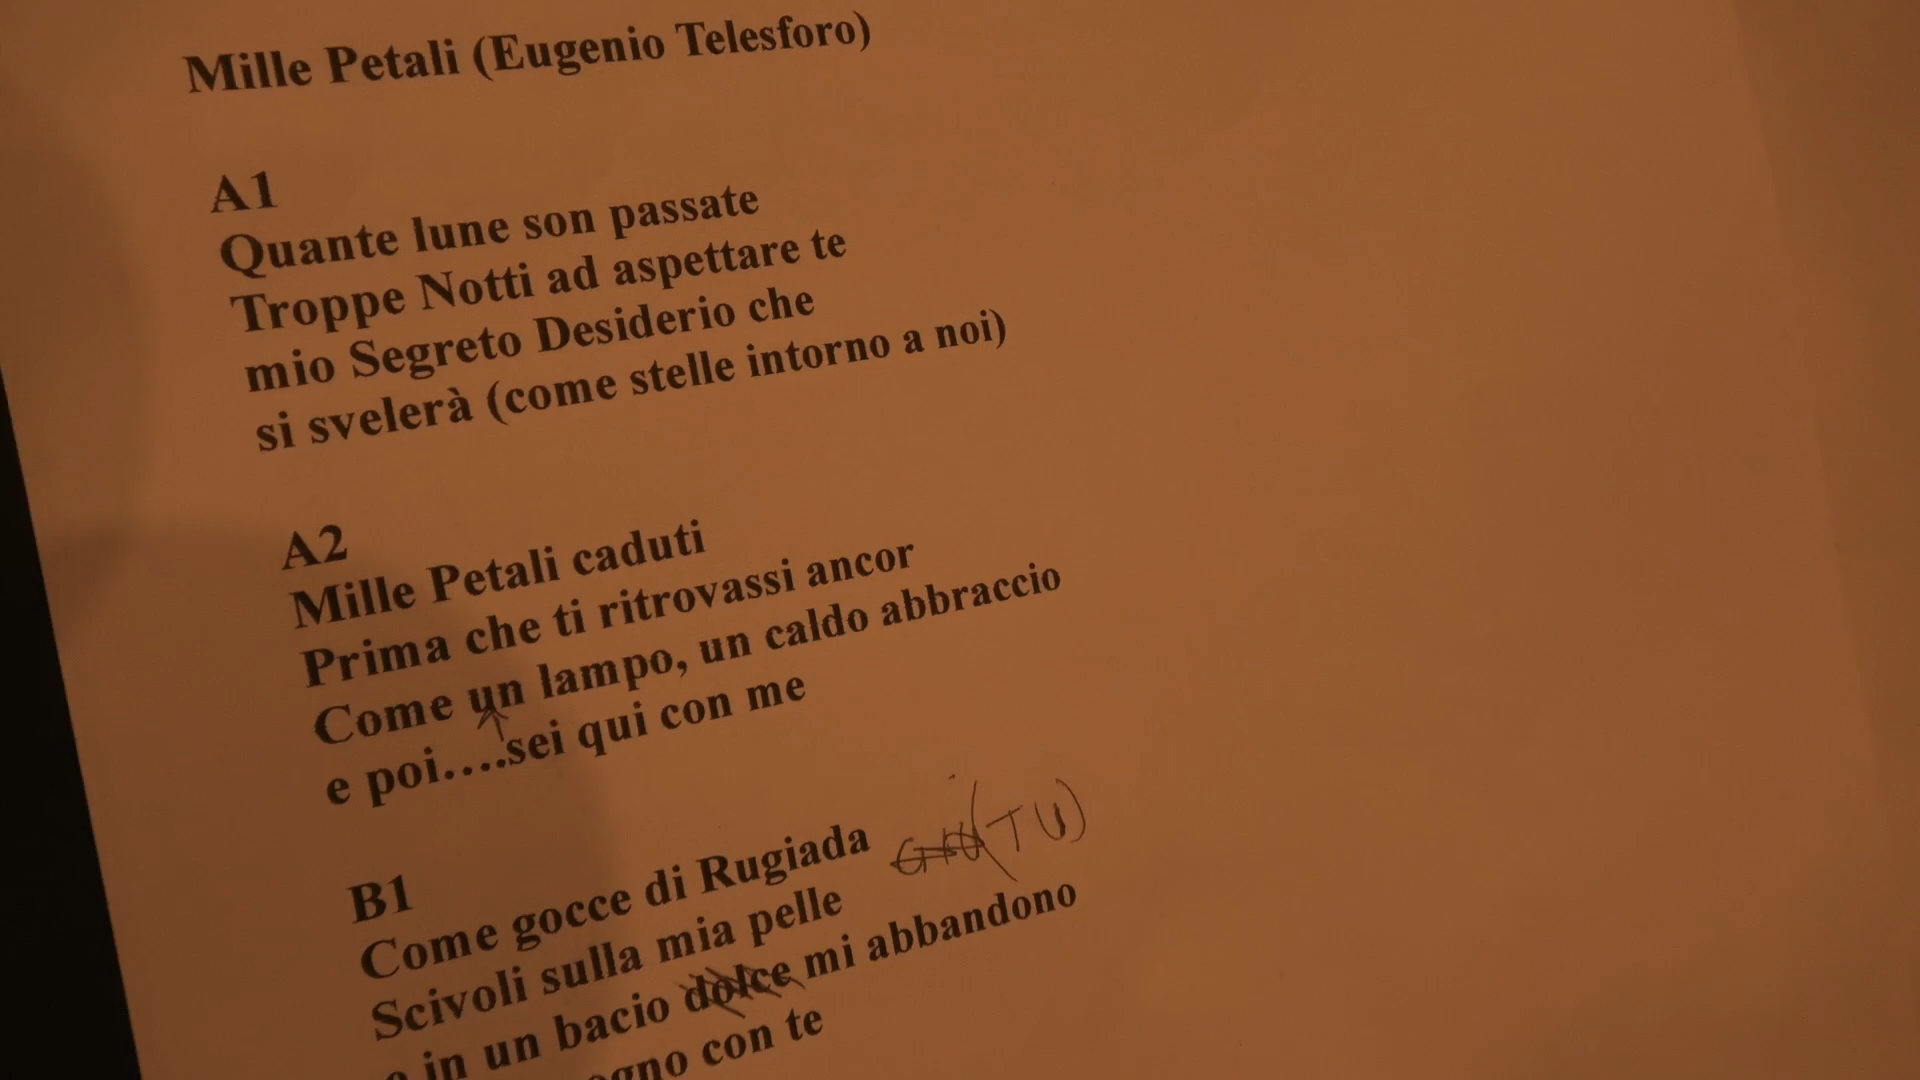 Mille Petali (Eugenio Telesforo)
A1
Quante lune son passate
Troppe Notti ad aspettare te
mio Segreto Desiderio che
si svelerà (come stelle intorno a noi)
A2
Mille Petali caduti
Prima che ti ritrovassi ancor
Come un lampo, un caldo abbraccio
e poi....sei qui con me
B1
Come gocce di Rugiada (TU)
Scivoli sulla mia pelle
e in un bacio dolce mi abbandono
con te